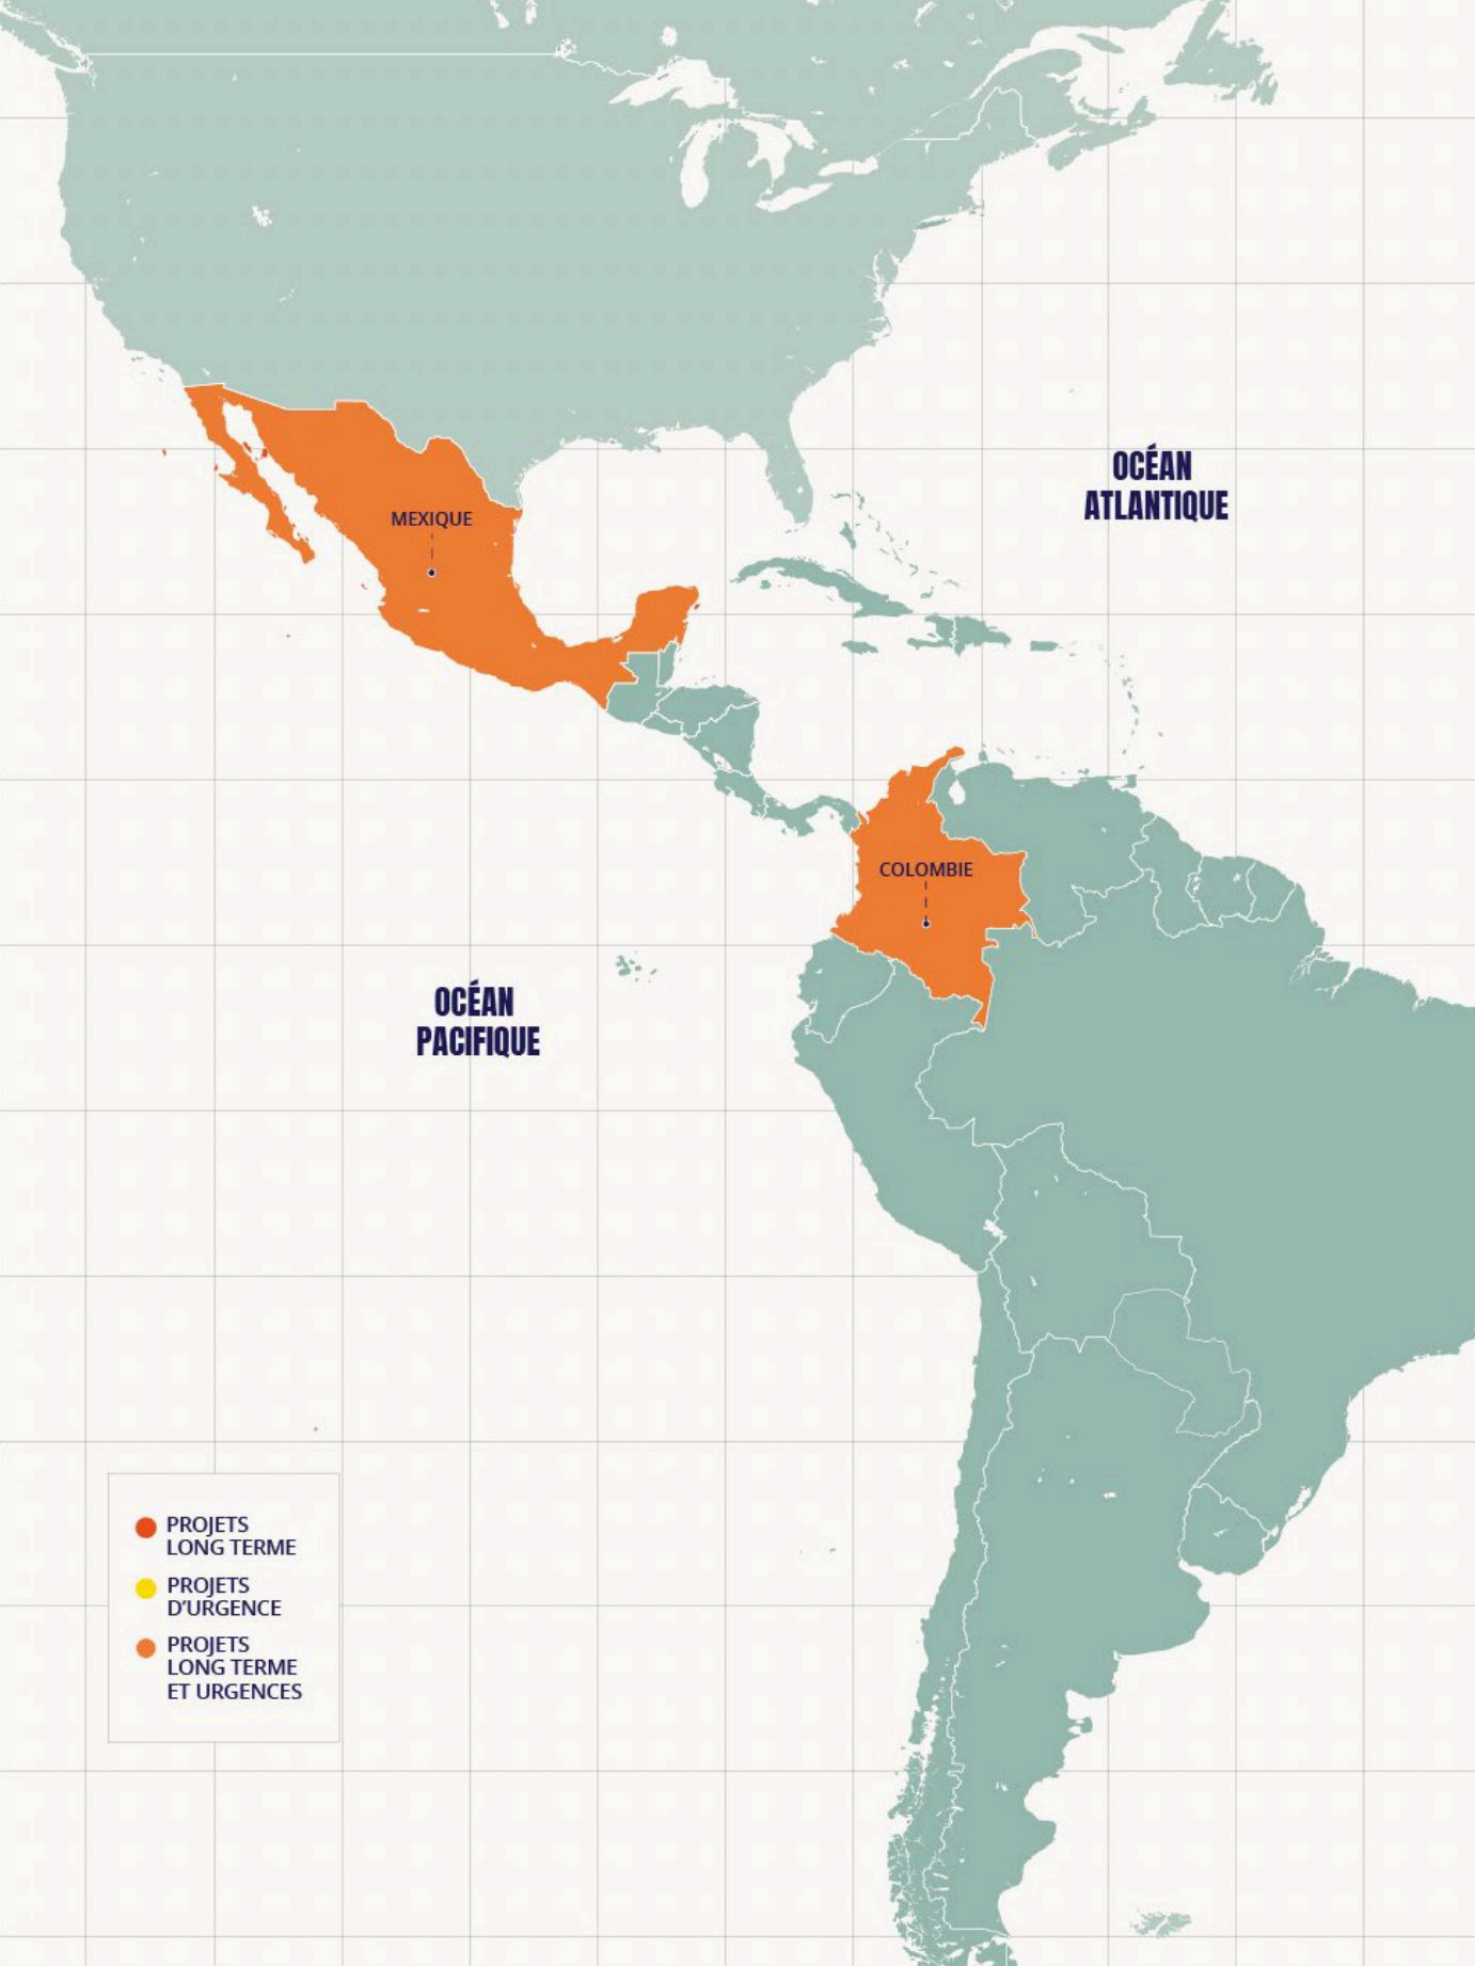 OCÉAN
ATLANTIQUE
MEXIQUE
COLOMBIE
OCÉAN
PACIFIQUE
PROJETS
LONG TERME
PROJETS
D'URGENCE
PROJETS
LONG TERME
ET URGENCES